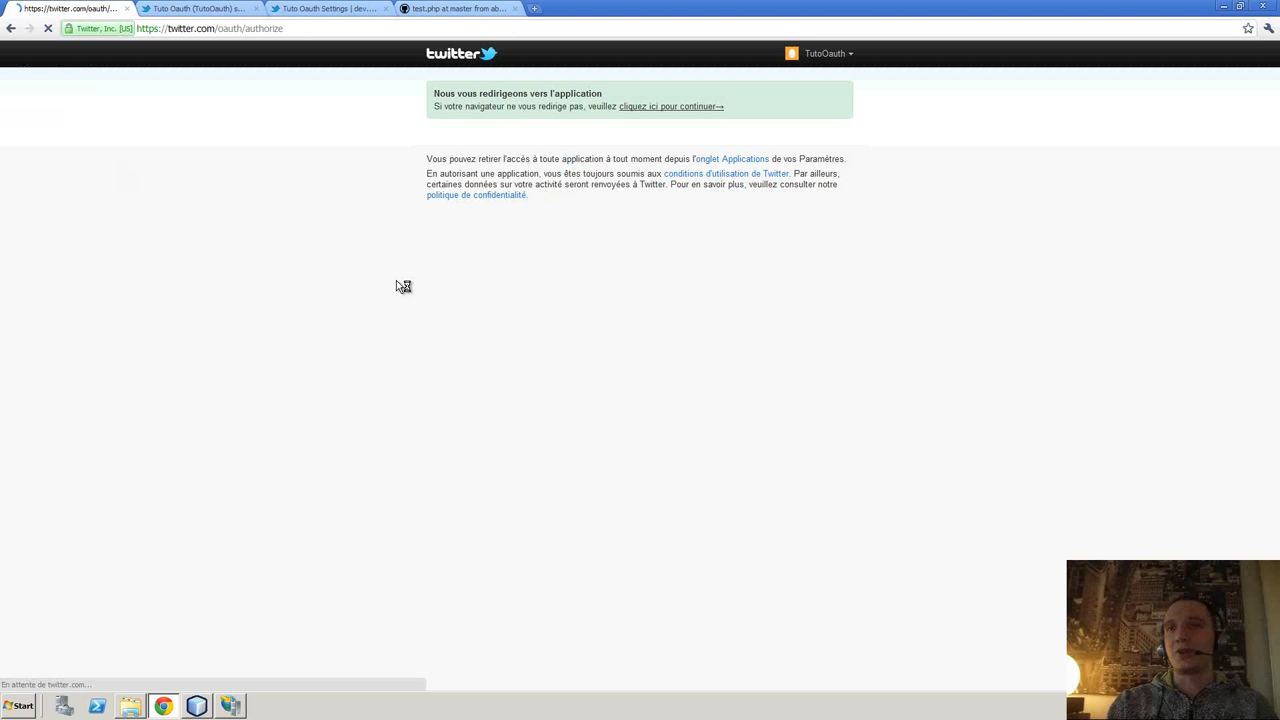 https://twitter.com/oauth/...
Tuto Oauth (TutoOauth) s...
Tuto Oauth Settings | dev....
test.php at master from ab...
Twitter, Inc. [US]
https://twitter.com/oauth/authorize
twitter
TutoOauth
Nous vous redirigeons vers l'application
Si votre navigateur ne vous redirige pas, veuillez cliquez ici pour continuer→
Vous pouvez retirer l'accès à toute application à tout moment depuis l'onglet Applications de vos Paramètres.
En autorisant une application, vous êtes toujours soumis aux conditions d'utilisation de Twitter. Par ailleurs,
certaines données sur votre activité seront renvoyées à Twitter. Pour en savoir plus, veuillez consulter notre
politique de confidentialité.
En attente de twitter.com...
Start